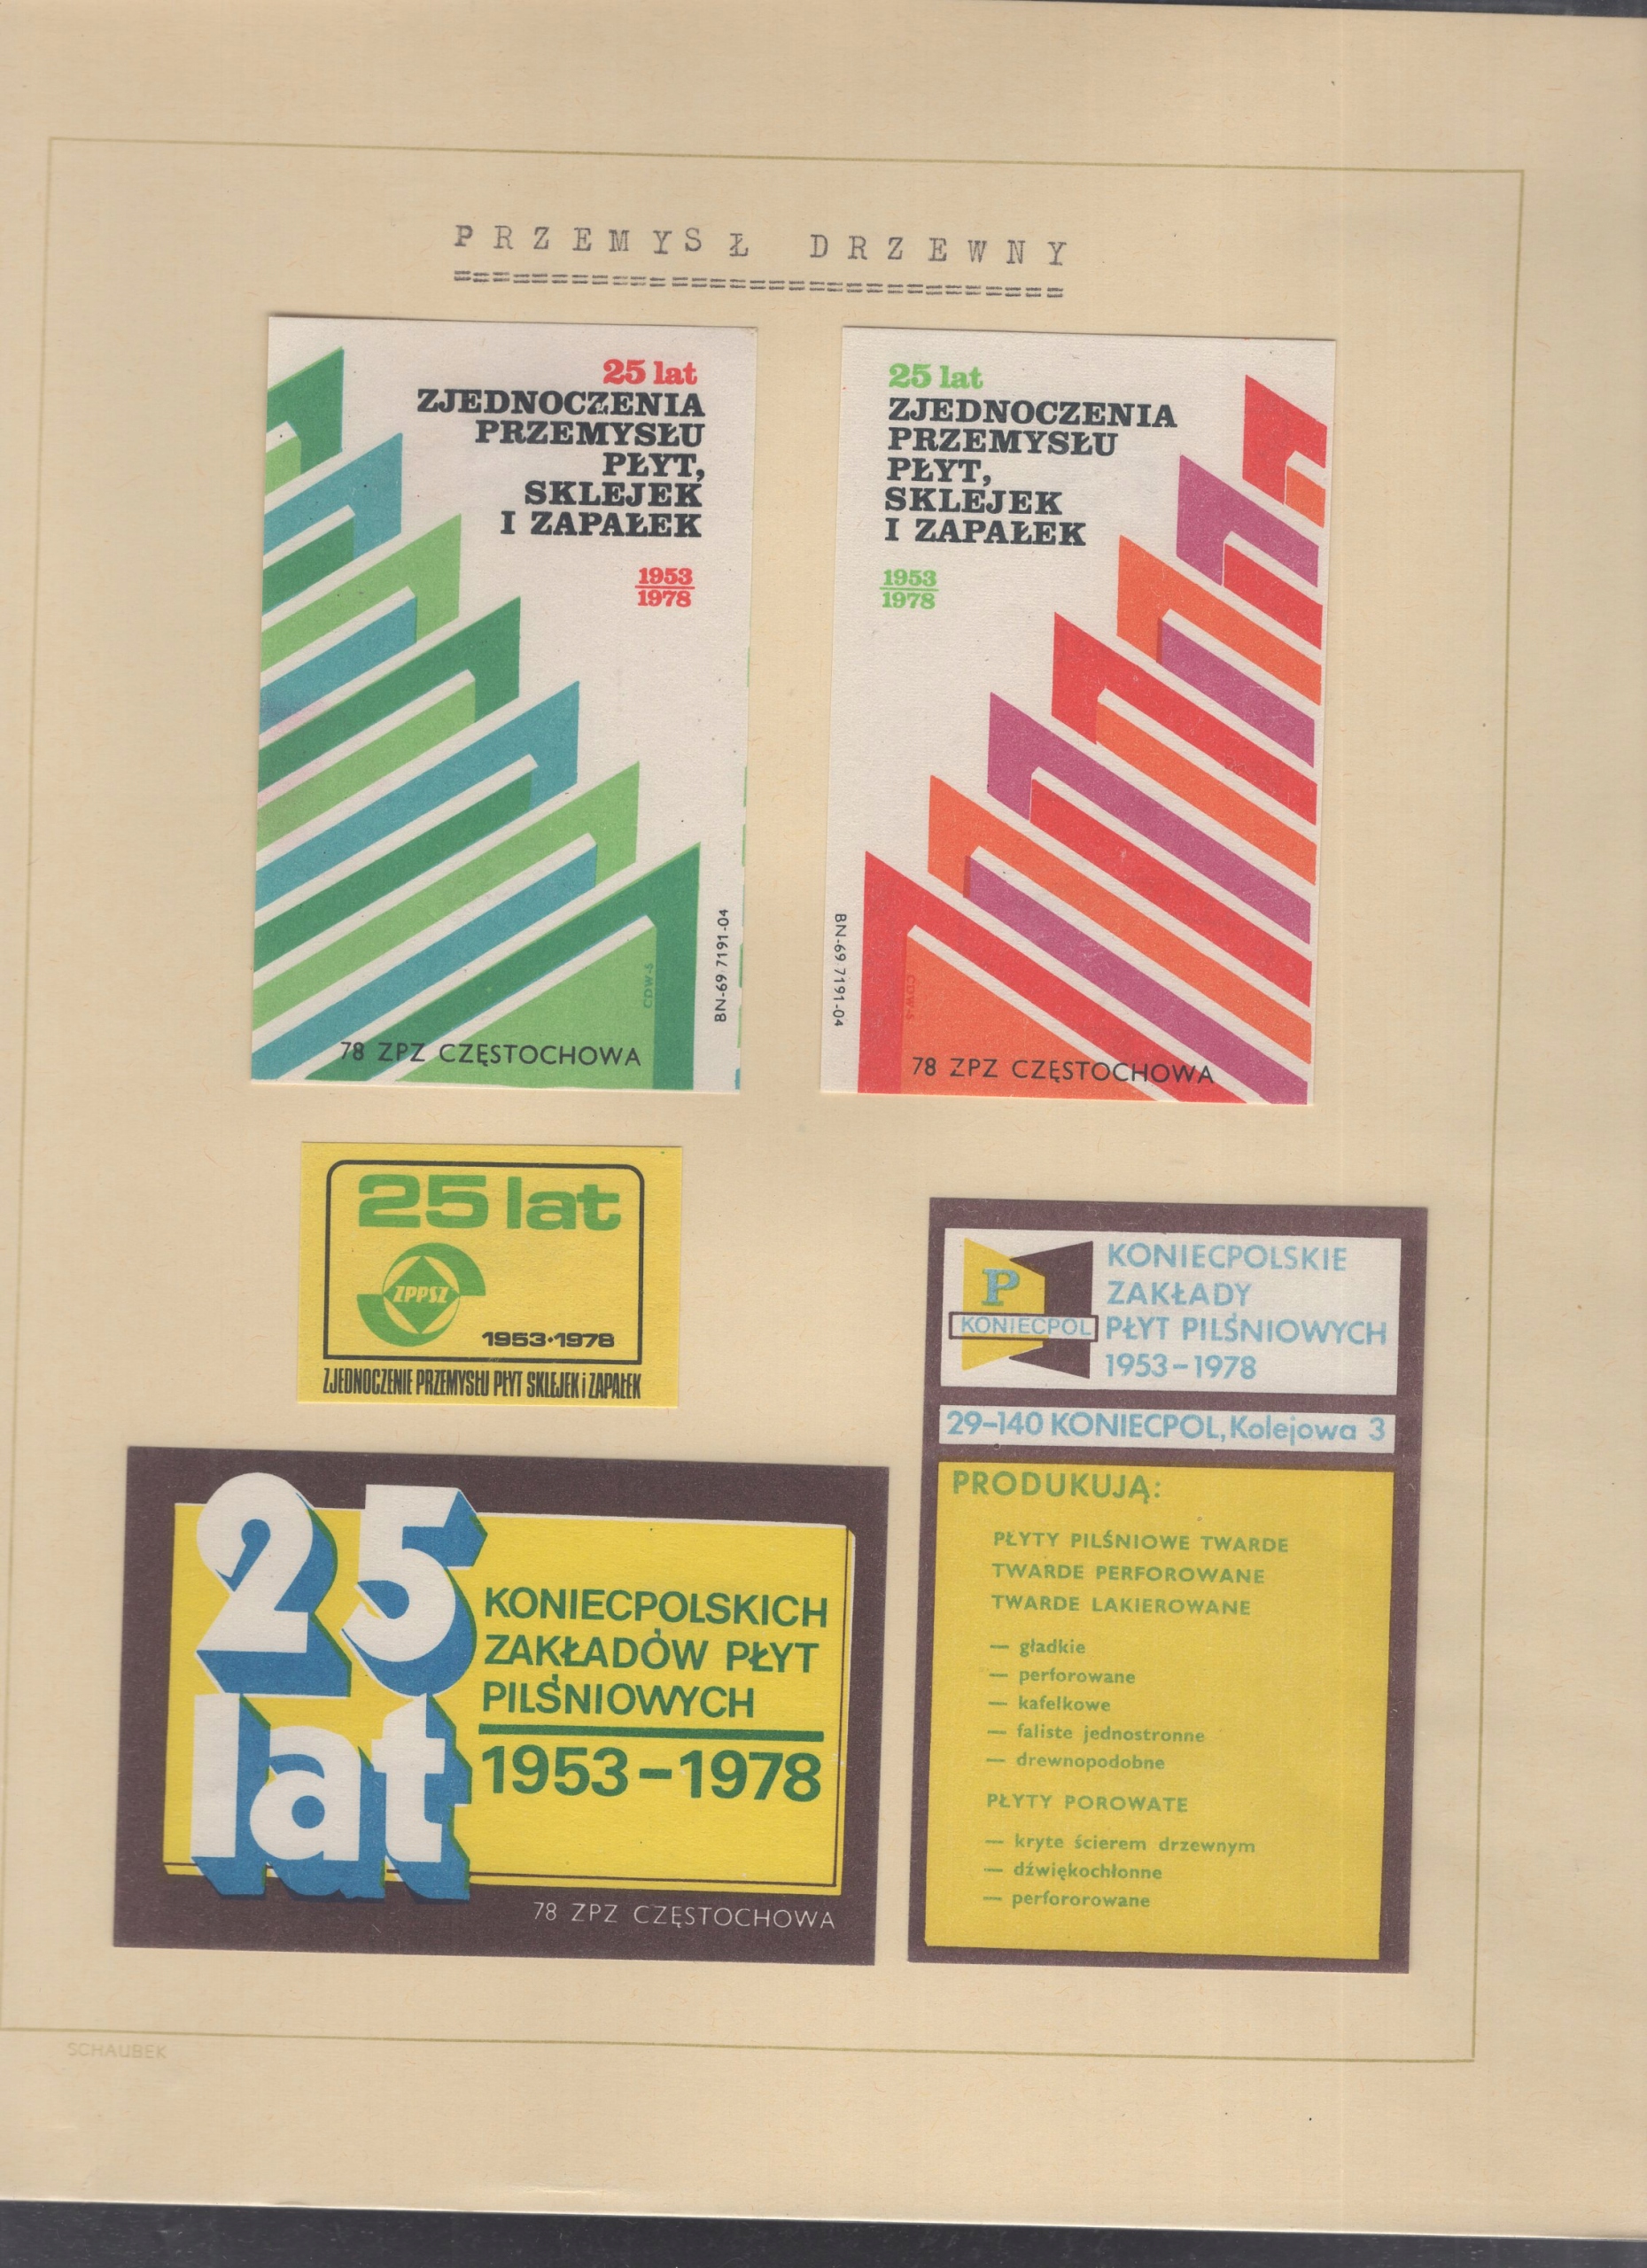 PRZEMYSŁ DRZEWNY
==============================
25 lat
ZJEDNOCZENIA
PRZEMYSŁU
PŁYT,
SKLEJEK
I ZAPAŁEK
1953
1978
CDW-S
BN-69 7191-04
78 ZPZ CZĘSTOCHOWA
25 lat
ZJEDNOCZENIA
PRZEMYSŁU
PŁYT,
SKLEJEK
I ZAPAŁEK
1953
1978
BN-69 7191-04
CDW-S
78 ZPZ CZĘSTOCHOWA
25 lat
ZPPSZ
1953•1978
ZJEDNOCZENIE PRZEMYSŁU PŁYT SKLEJEK i ZAPAŁEK
P
KONIECPOL
KONIECPOLSKIE
ZAKŁADY
PŁYT PILŚNIOWYCH
1953–1978
29–140 KONIECPOL, Kolejowa 3
PRODUKUJĄ:
PŁYTY PILŚNIOWE TWARDE
TWARDE PERFOROWANE
TWARDE LAKIEROWANE
— gładkie
— perforowane
— kafelkowe
— faliste jednostronne
— drewnopodobne
PŁYTY POROWATE
— kryte ścierem drzewnym
— dźwiękochłonne
— perfororowane
25
lat
KONIECPOLSKICH
ZAKŁADÓW PŁYT
PILŚNIOWYCH
1953–1978
78 ZPZ CZĘSTOCHOWA
SCHAUBEK